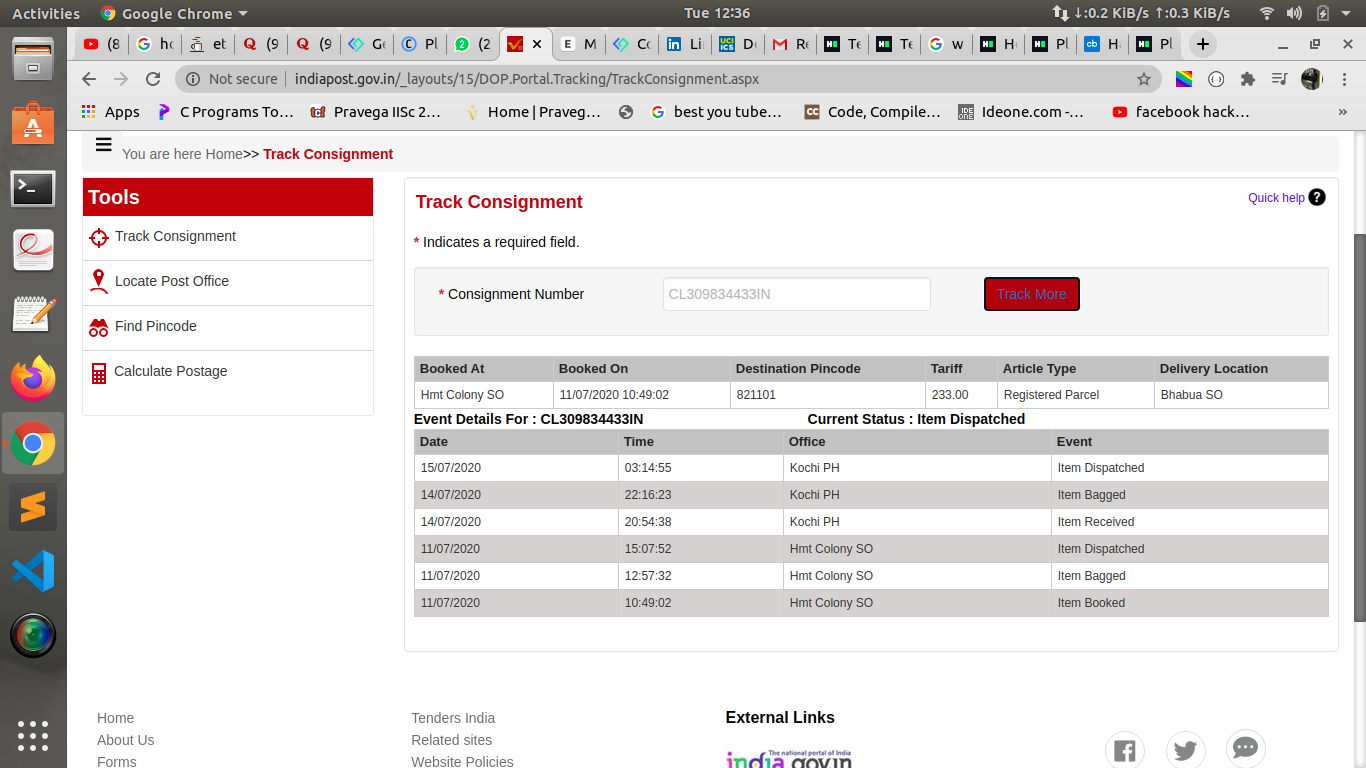 Activities Google Chrome Tue 12:36 ↓:0.2 KiB/s ↑:0.3 KiB/s
(8 ho et (9 (9 Ge Pl (2 E M Co Li D Re Te Te w H Pl H Pl
Not secure | indiapost.gov.in/_layouts/15/DOP.Portal.Tracking/TrackConsignment.aspx
Apps C Programs To… Pravega IISc 2… Home | Praveg… best you tube… Code, Compile… Ideone.com -… facebook hack… »
You are here Home>> Track Consignment
Tools
Track Consignment
Locate Post Office
Find Pincode
Calculate Postage
Track Consignment Quick help ?
* Indicates a required field.
* Consignment Number CL309834433IN Track More
Booked At Booked On Destination Pincode Tariff Article Type Delivery Location
Hmt Colony SO 11/07/2020 10:49:02 821101 233.00 Registered Parcel Bhabua SO
Event Details For : CL309834433IN Current Status : Item Dispatched
Date Time Office Event
15/07/2020 03:14:55 Kochi PH Item Dispatched
14/07/2020 22:16:23 Kochi PH Item Bagged
14/07/2020 20:54:38 Kochi PH Item Received
11/07/2020 15:07:52 Hmt Colony SO Item Dispatched
11/07/2020 12:57:32 Hmt Colony SO Item Bagged
11/07/2020 10:49:02 Hmt Colony SO Item Booked
Home Tenders India External Links
About Us Related sites
Forms Website Policies
The national portal of India
india.gov.in